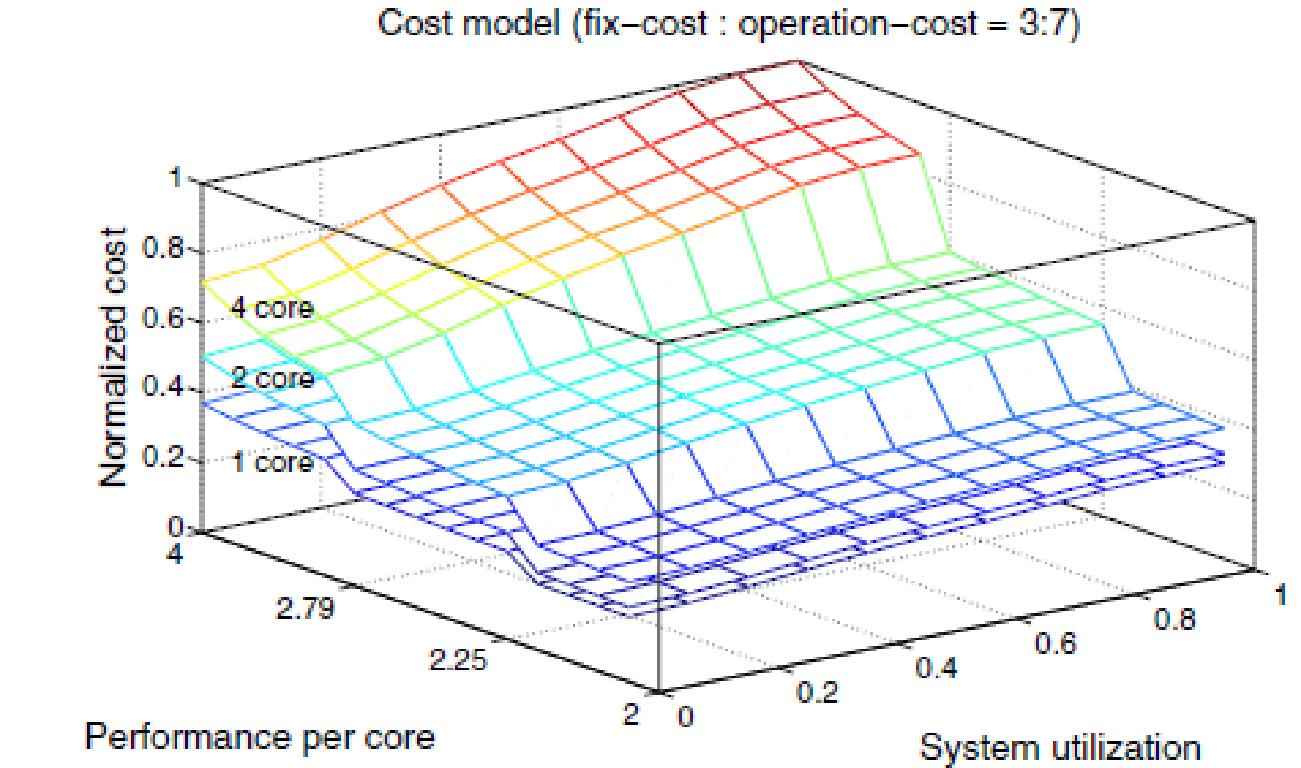 Cost model (fix−cost : operation−cost = 3:7)
1
0.8
0.6
0.4
0.2
0
Normalized cost
4 core
2 core
1 core
4
2.79
2.25
2
Performance per core
0
0.2
0.4
0.6
0.8
1
System utilization